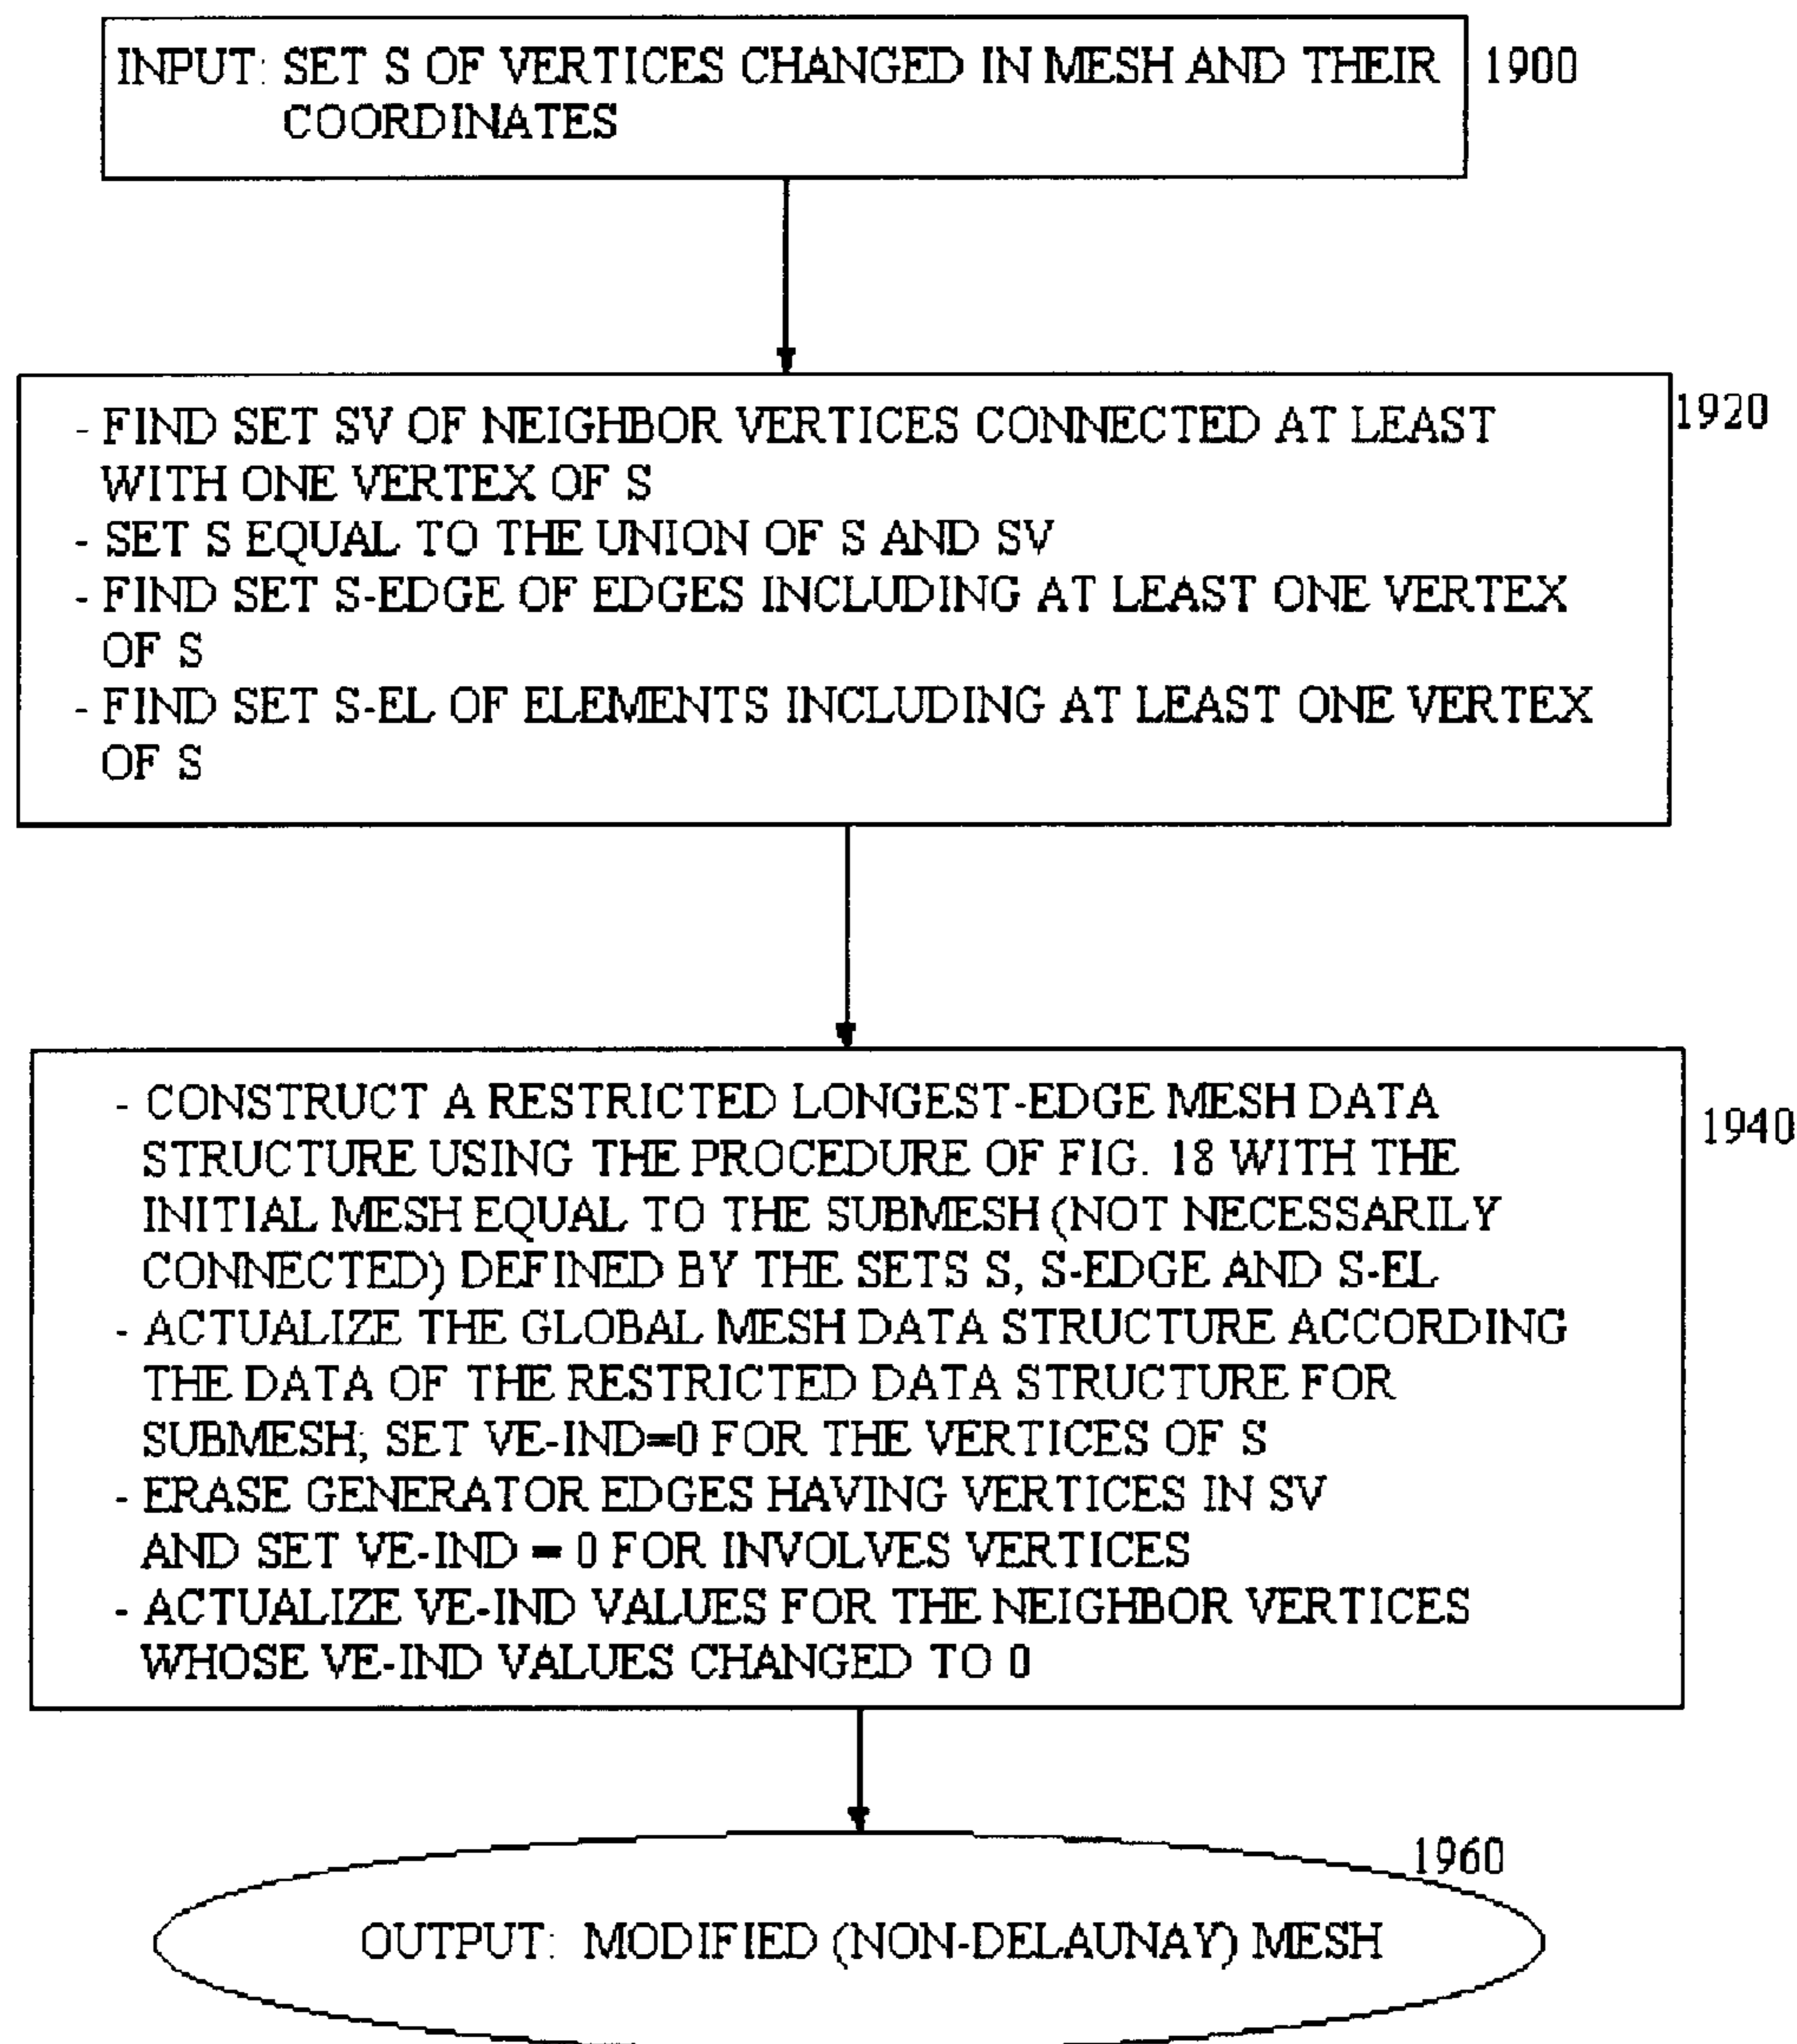 INPUT: SET S OF VERTICES CHANGED IN MESH AND THEIR
COORDINATES
1900
1920
- FIND SET SV OF NEIGHBOR VERTICES CONNECTED AT LEAST
WITH ONE VERTEX OF S
- SET S EQUAL TO THE UNION OF S AND SV
- FIND SET S-EDGE OF EDGES INCLUDING AT LEAST ONE VERTEX
OF S
- FIND SET S-EL OF ELEMENTS INCLUDING AT LEAST ONE VERTEX
OF S
1940
- CONSTRUCT A RESTRICTED LONGEST-EDGE MESH DATA
STRUCTURE USING THE PROCEDURE OF FIG. 18 WITH THE
INITIAL MESH EQUAL TO THE SUBMESH (NOT NECESSARILY
CONNECTED) DEFINED BY THE SETS S, S-EDGE AND S-EL
- ACTUALIZE THE GLOBAL MESH DATA STRUCTURE ACCORDING
THE DATA OF THE RESTRICTED DATA STRUCTURE FOR
SUBMESH; SET VE-IND=0 FOR THE VERTICES OF S
- ERASE GENERATOR EDGES HAVING VERTICES IN SV
AND SET VE-IND = 0 FOR INVOLVES VERTICES
- ACTUALIZE VE-IND VALUES FOR THE NEIGHBOR VERTICES
WHOSE VE-IND VALUES CHANGED TO 0
1960
OUTPUT: MODIFIED (NON-DELAUNAY) MESH